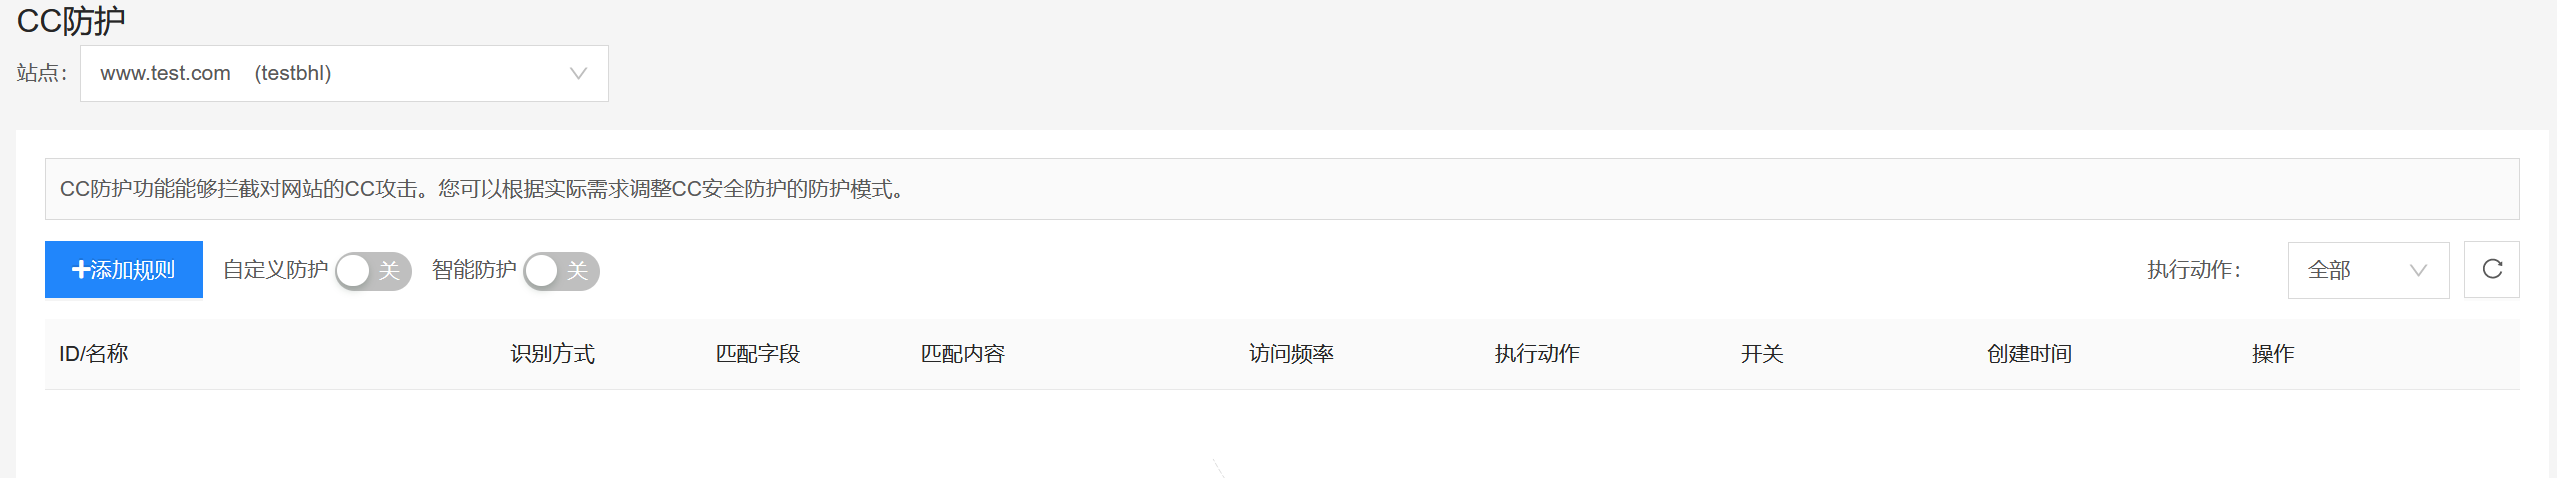 CC防护
站点： www.test.com (testbhl)
CC防护功能能够拦截对网站的CC攻击。您可以根据实际需求调整CC安全防护的防护模式。
+添加规则 自定义防护 关 智能防护 关 执行动作： 全部
ID/名称 识别方式 匹配字段 匹配内容 访问频率 执行动作 开关 创建时间 操作